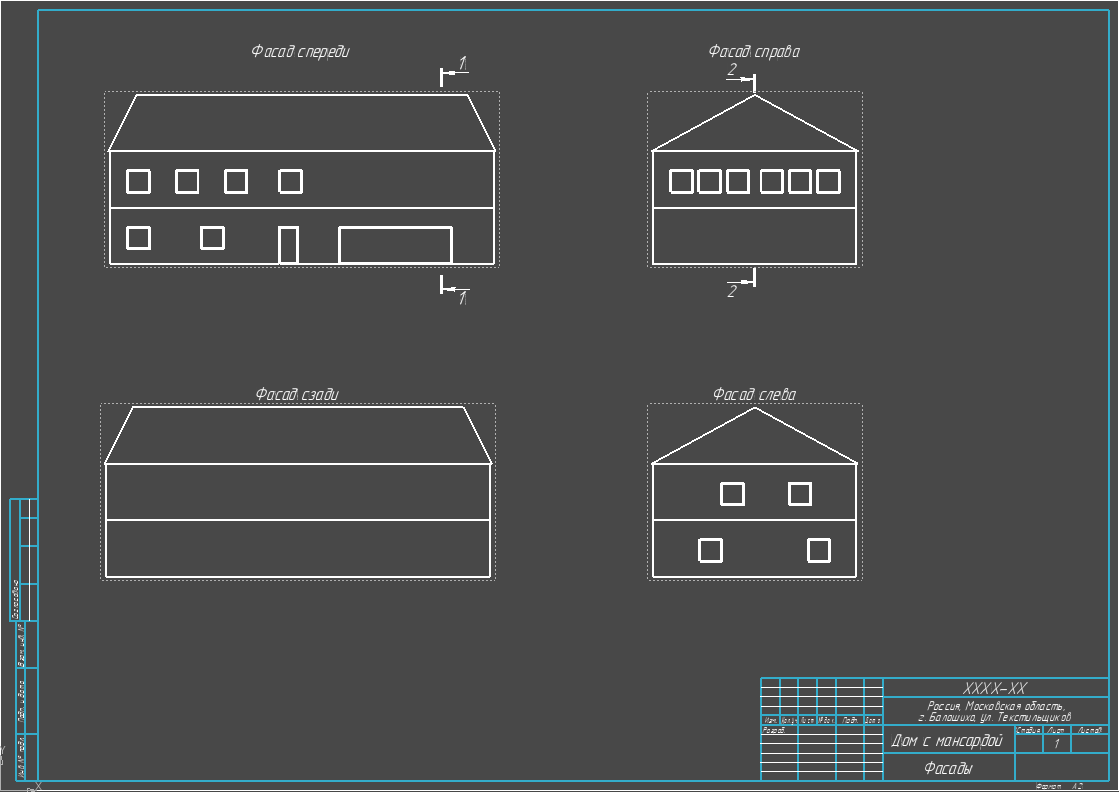 Фасад спереди
Фасад справа
1
2
1
2
Фасад сзади
Фасад слева
Согласовано
Взам. инв. №
Подп. и дата
Инв № подл.
XXXX-XX
Россия, Московская область,
г. Балашиха, ул. Текстильщиков
Изм. Кол.уч Лист № док. Подп. Дата
Разраб.
Дом с мансардой
Стадия Лист Листов
1
Фасады
Формат А2
X